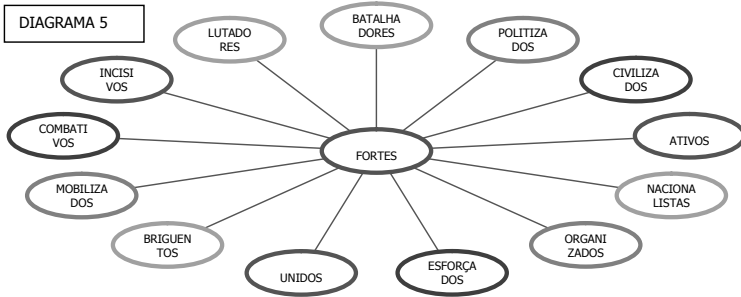 DIAGRAMA 5
BATALHA
DORES
LUTADO
RES
POLITIZA
DOS
INCISI
VOS
CIVILIZA
DOS
COMBATI
VOS
ATIVOS
FORTES
MOBILIZA
DOS
NACIONA
LISTAS
BRIGUEN
TOS
ORGANI
ZADOS
UNIDOS
ESFORÇA
DOS